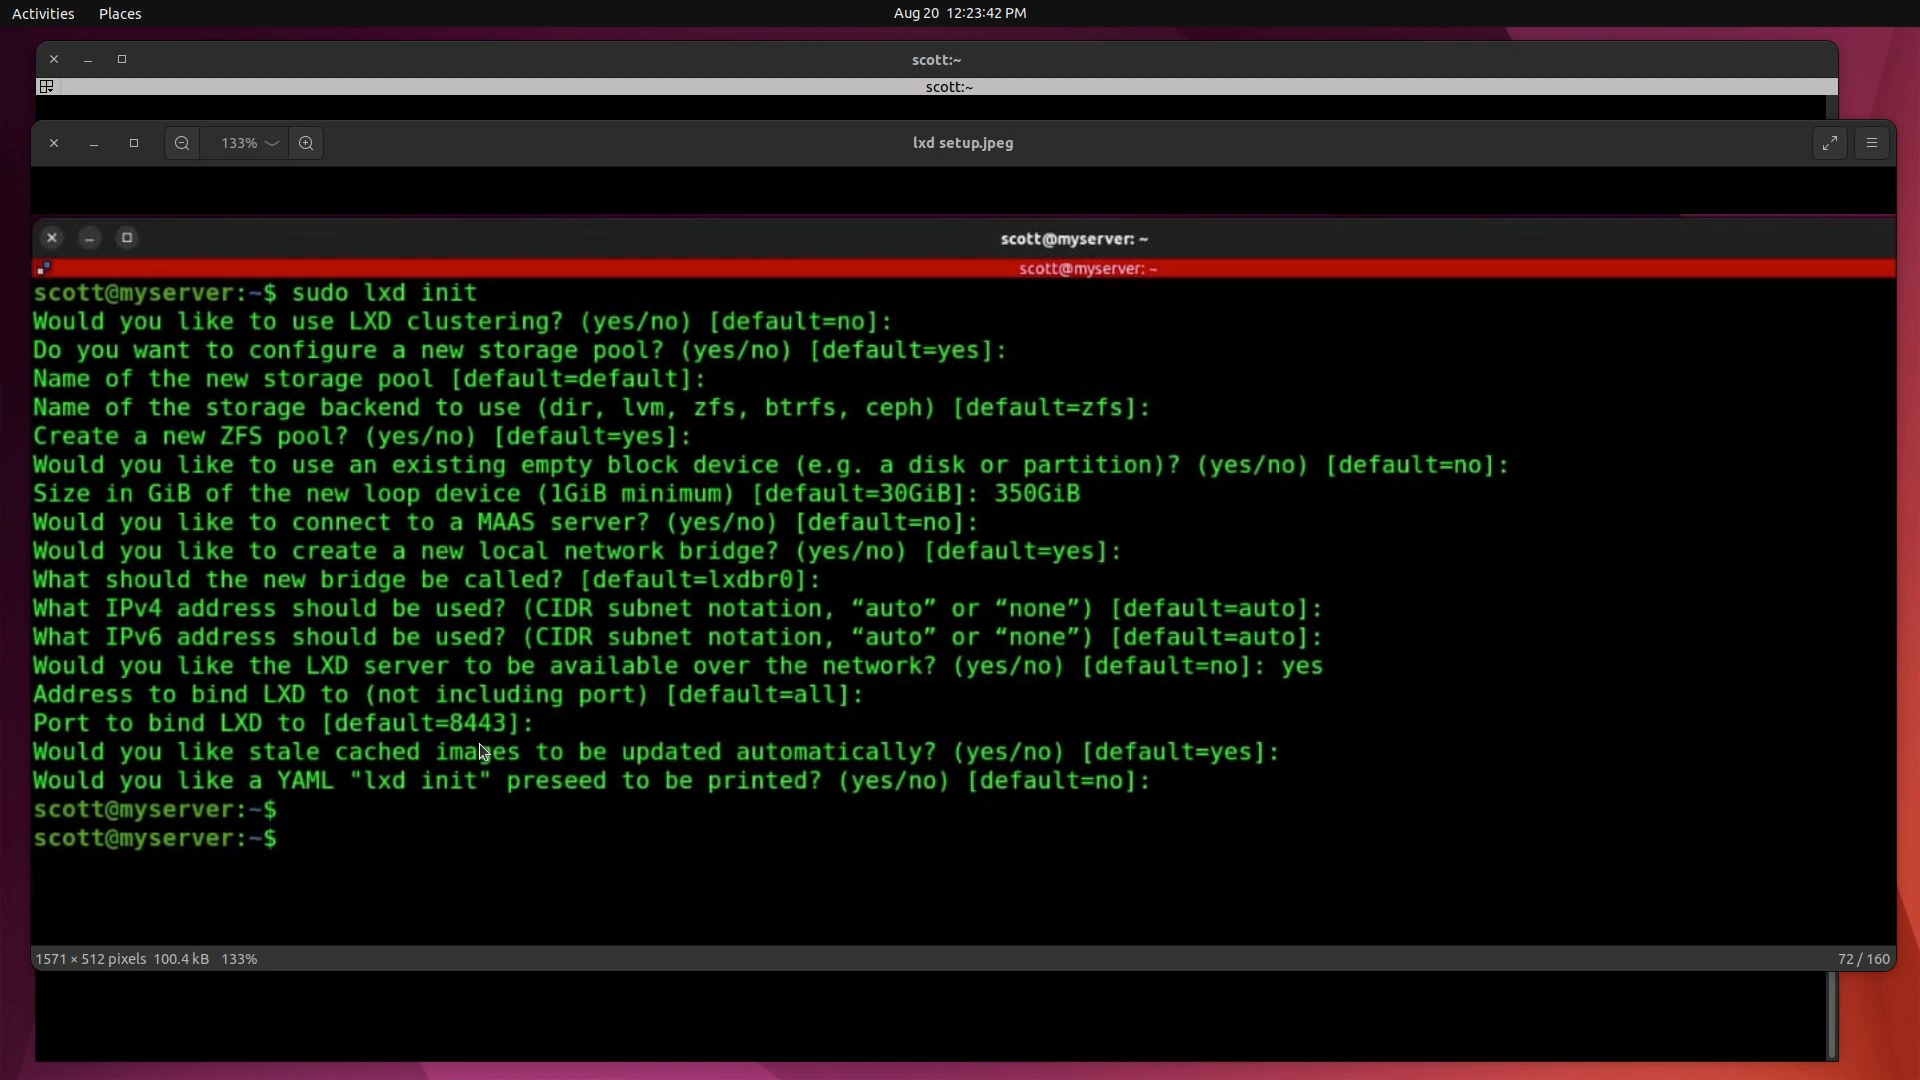 Activities Places Aug 20 12:23:42 PM
scott:~
scott:~
133% lxd setup.jpeg
scott@myserver: ~
scott@myserver: ~
scott@myserver:~$ sudo lxd init
Would you like to use LXD clustering? (yes/no) [default=no]:
Do you want to configure a new storage pool? (yes/no) [default=yes]:
Name of the new storage pool [default=default]:
Name of the storage backend to use (dir, lvm, zfs, btrfs, ceph) [default=zfs]:
Create a new ZFS pool? (yes/no) [default=yes]:
Would you like to use an existing empty block device (e.g. a disk or partition)? (yes/no) [default=no]:
Size in GiB of the new loop device (1GiB minimum) [default=30GiB]: 350GiB
Would you like to connect to a MAAS server? (yes/no) [default=no]:
Would you like to create a new local network bridge? (yes/no) [default=yes]:
What should the new bridge be called? [default=lxdbr0]:
What IPv4 address should be used? (CIDR subnet notation, “auto” or “none”) [default=auto]:
What IPv6 address should be used? (CIDR subnet notation, “auto” or “none”) [default=auto]:
Would you like the LXD server to be available over the network? (yes/no) [default=no]: yes
Address to bind LXD to (not including port) [default=all]:
Port to bind LXD to [default=8443]:
Would you like stale cached images to be updated automatically? (yes/no) [default=yes]:
Would you like a YAML "lxd init" preseed to be printed? (yes/no) [default=no]:
scott@myserver:~$
scott@myserver:~$
1571 × 512 pixels 100.4 kB 133% 72 / 160